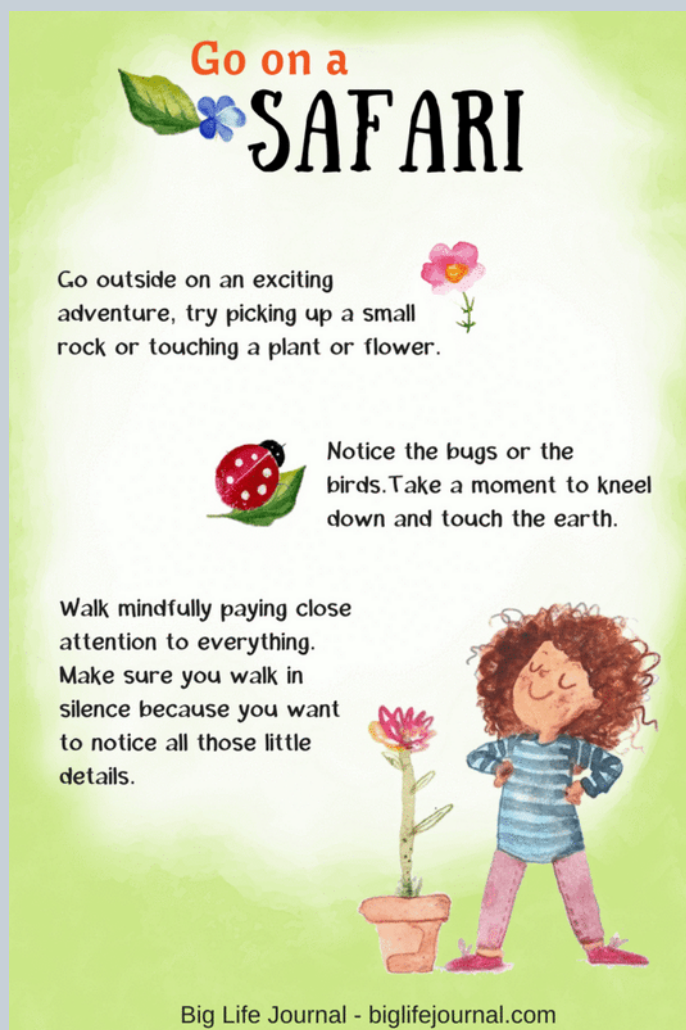 Go on a
SAFARI
Go outside on an exciting
adventure, try picking up a small
rock or touching a plant or flower.
Notice the bugs or the
birds.Take a moment to kneel
down and touch the earth.
Walk mindfully paying close
attention to everything.
Make sure you walk in
silence because you want
to notice all those little
details.
Big Life Journal - biglifejournal.com